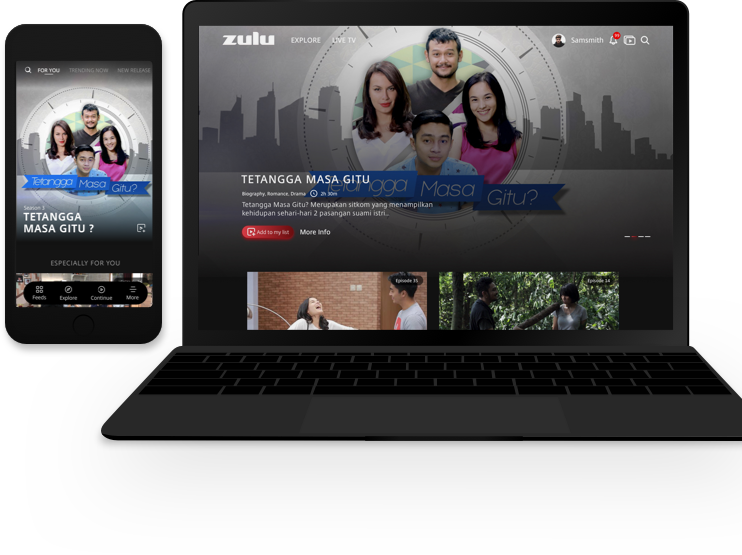 FOR YOU TRENDING NOW NEW RELEASE
Tetangga Masa Gitu?
Season 3
TETANGGA
MASA GITU ?
ESPECIALLY FOR YOU
Feeds Explore Continue More
zulu EXPLORE LIVE TV Samsmith
Tetangga Masa Gitu?
TETANGGA MASA GITU
Biography, Romance, Drama 2h 30m
Tetangga Masa Gitu? Merupakan sitkom yang menampilkan
kehidupan sehari-hari 2 pasangan suami istri..
Add to my list More Info
Episode 35 Episode 14